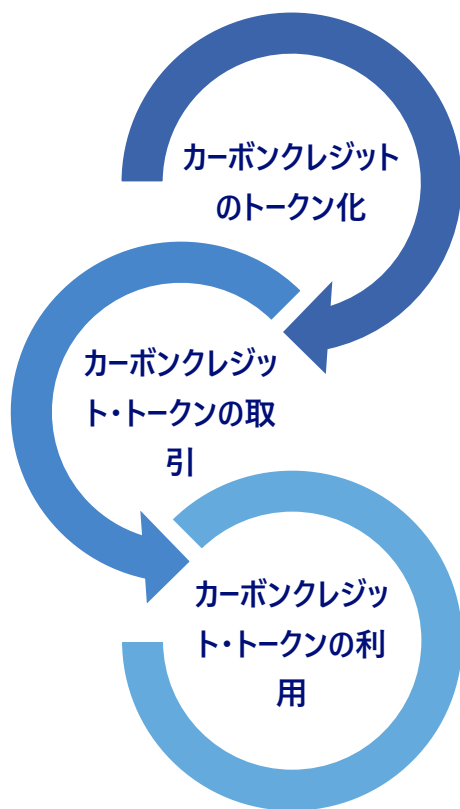 カーボンクレジット
のトークン化
カーボンクレジッ
ト・トークンの取
引
カーボンクレジッ
ト・トークンの利
用